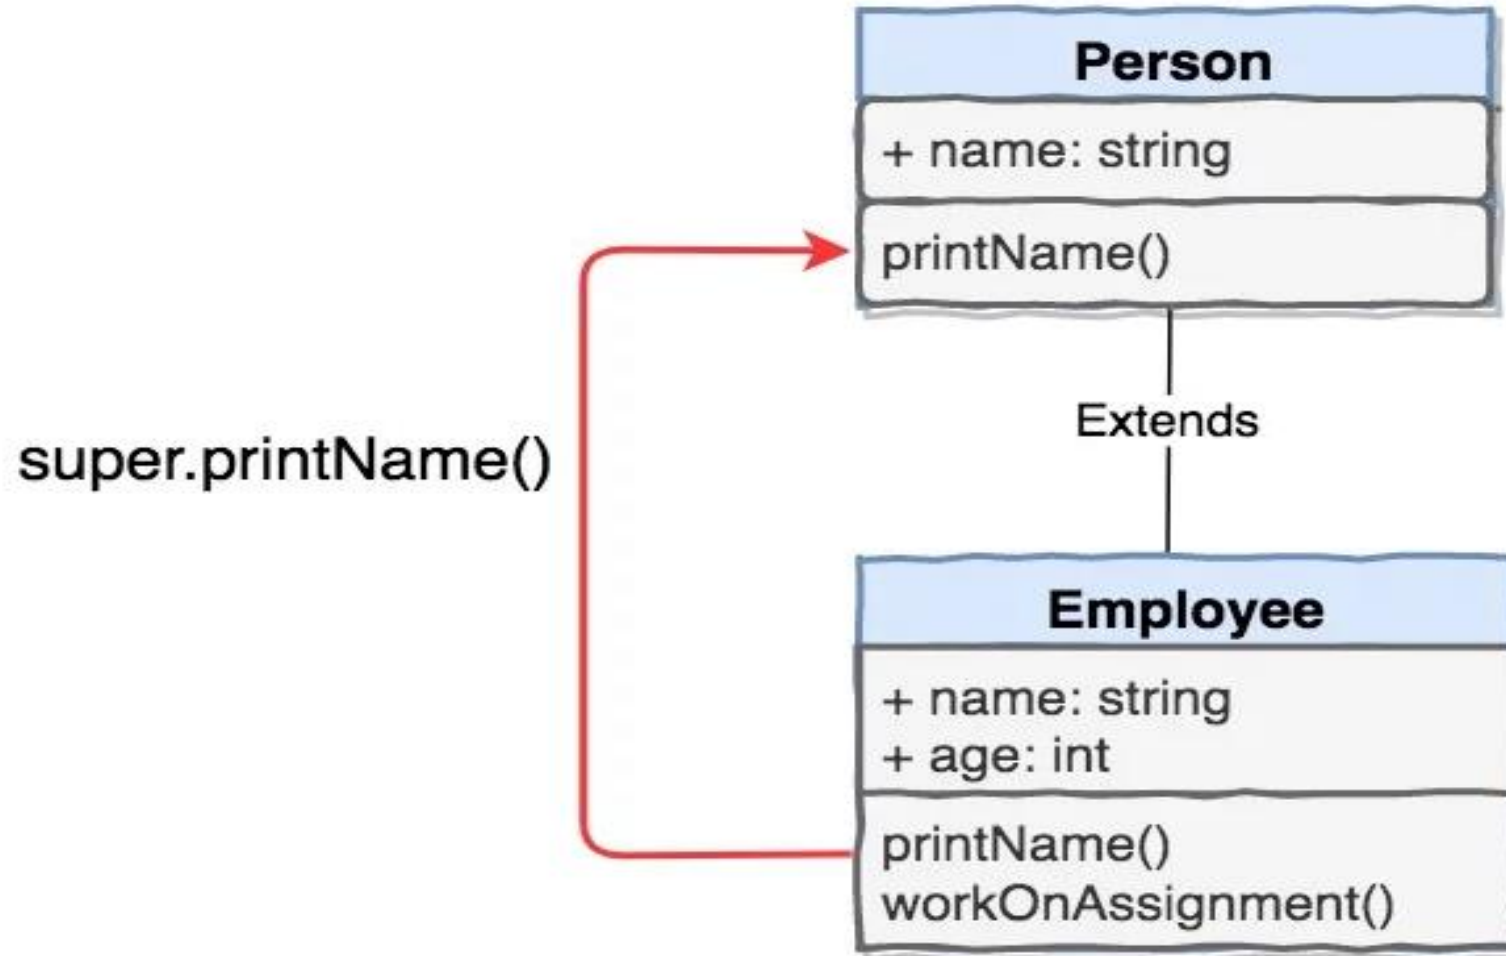 Person
+ name: string
printName()
Extends
super.printName()
Employee
+ name: string
+ age: int
printName()
workOnAssignment()